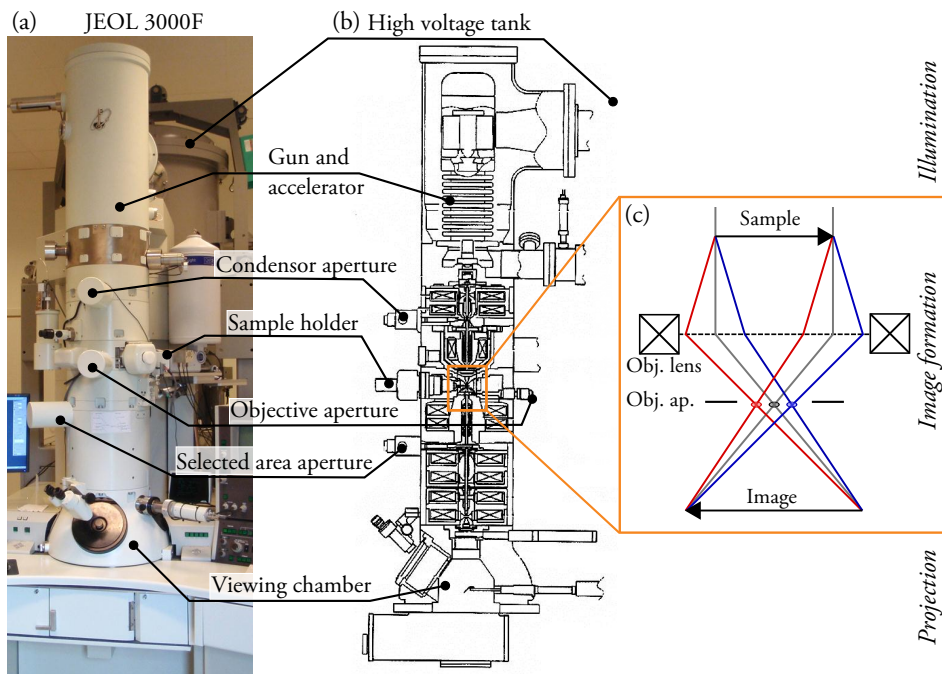 (a)
JEOL 3000F
(b)
High voltage tank
Gun and
accelerator
Condensor aperture
Sample holder
Objective aperture
Selected area aperture
Viewing chamber
(c)
Sample
Obj. lens
Obj. ap.
Image
Illumination
Image formation
Projection